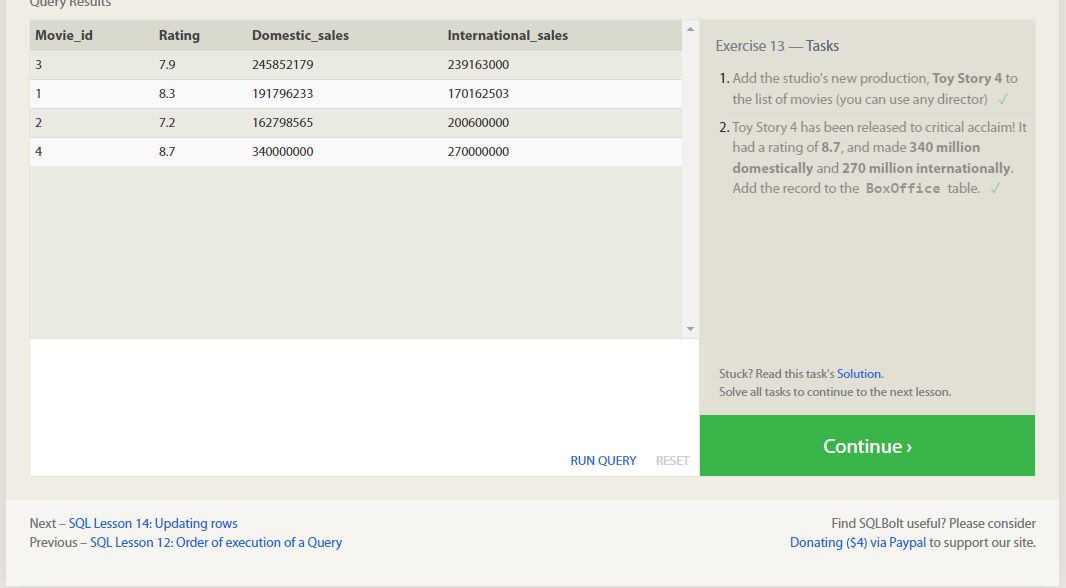 Query Results
Movie_id Rating Domestic_sales International_sales
3 7.9 245852179 239163000
1 8.3 191796233 170162503
2 7.2 162798565 200600000
4 8.7 340000000 270000000
RUN QUERY RESET
Exercise 13 — Tasks
1. Add the studio's new production, Toy Story 4 to
the list of movies (you can use any director) ✓
2. Toy Story 4 has been released to critical acclaim! It
had a rating of 8.7, and made 340 million
domestically and 270 million internationally.
Add the record to the BoxOffice table. ✓
Stuck? Read this task's Solution.
Solve all tasks to continue to the next lesson.
Continue ›
Next – SQL Lesson 14: Updating rows
Previous – SQL Lesson 12: Order of execution of a Query
Find SQLBolt useful? Please consider
Donating ($4) via Paypal to support our site.